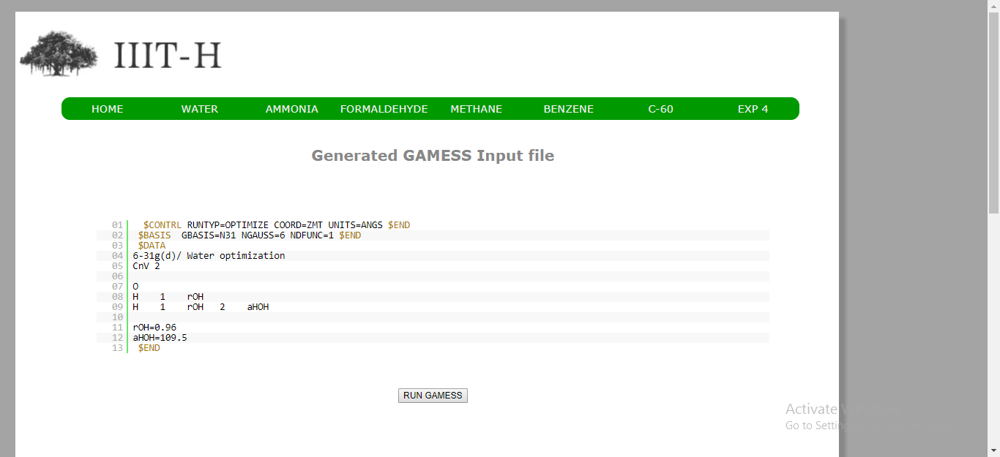 IIIT-H
HOME WATER AMMONIA FORMALDEHYDE METHANE BENZENE C-60 EXP 4
Generated GAMESS Input file
01 $CONTRL RUNTYP=OPTIMIZE COORD=ZMT UNITS=ANGS $END
02 $BASIS GBASIS=N31 NGAUSS=6 NDFUNC=1 $END
03 $DATA
04 6-31g(d)/ Water optimization
05 CnV 2
06
07 O
08 H 1 rOH
09 H 1 rOH 2 aHOH
10
11 rOH=0.96
12 aHOH=109.5
13 $END
RUN GAMESS
Activate
Go to